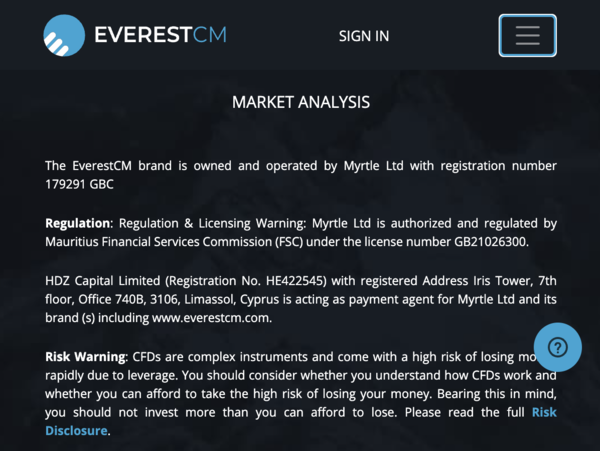 EVERESTCM
SIGN IN
MARKET ANALYSIS
The EverestCM brand is owned and operated by Myrtle Ltd with registration number
179291 GBC
Regulation: Regulation & Licensing Warning: Myrtle Ltd is authorized and regulated by
Mauritius Financial Services Commission (FSC) under the license number GB21026300.
HDZ Capital Limited (Registration No. HE422545) with registered Address Iris Tower, 7th
floor, Office 740B, 3106, Limassol, Cyprus is acting as payment agent for Myrtle Ltd and its
brand (s) including www.everestcm.com.
Risk Warning: CFDs are complex instruments and come with a high risk of losing
rapidly due to leverage. You should consider whether you understand how CFDs work and
whether you can afford to take the high risk of losing your money. Bearing this in mind,
you should not invest more than you can afford to lose. Please read the full Risk
Disclosure.